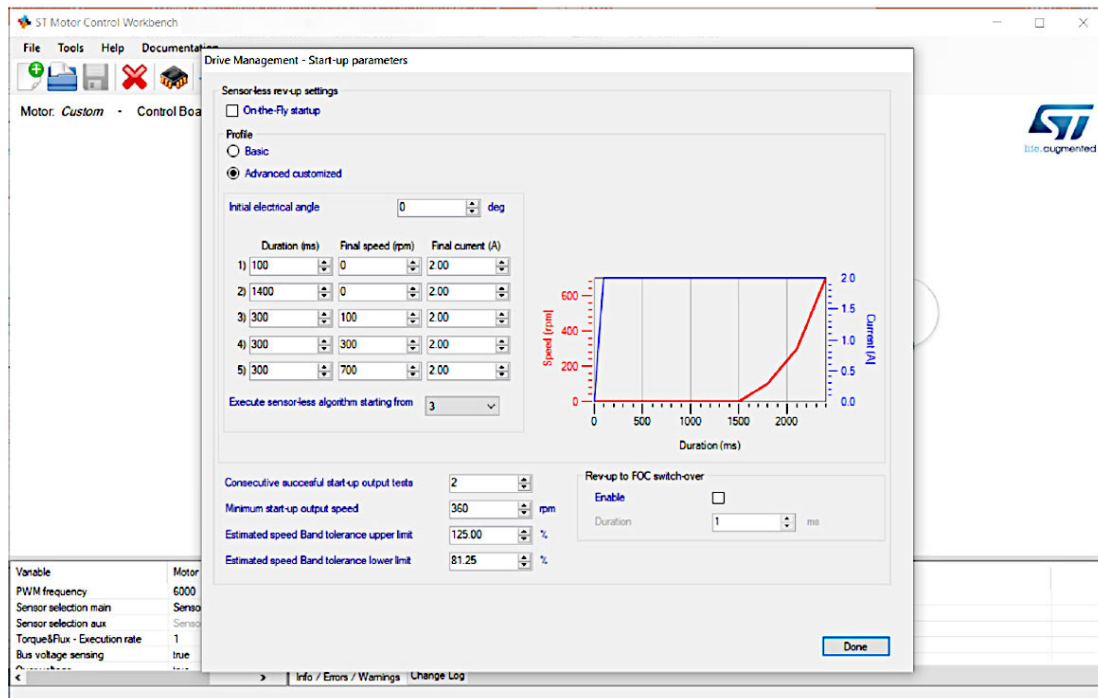 ST Motor Control Workbench
File Tools Help Documentation
Drive Management - Start-up parameters
Motor: Custom - Control Boa
ST
life.augmented
Sensor-less rev-up settings
On-the-Fly startup
Profile
Basic
Advanced customized
Initial electrical angle 0 deg
Duration (ms) Final speed (rpm) Final current (A)
1) 100 0 2.00
2) 1400 0 2.00
3) 300 100 2.00
4) 300 300 2.00
5) 300 700 2.00
Execute sensor-less algorithm starting from 3
Speed (rpm)
600
400
200
0
2.0
1.5
1.0
0.5
0.0
Current (A)
0 500 1000 1500 2000
Duration (ms)
Consecutive succesful start-up output tests 2
Minimum start-up output speed 360 rpm
Estimated speed Band tolerance upper limit 125.00 %
Estimated speed Band tolerance lower limit 81.25 %
Rev-up to FOC switch-over
Enable
Duration 1 ms
Done
Variable Motor
PWM frequency 6000
Sensor selection main Senso
Sensor selection aux Senso
Torque&Flux - Execution rate 1
Bus voltage sensing true
Info / Errors / Warnings Change Log